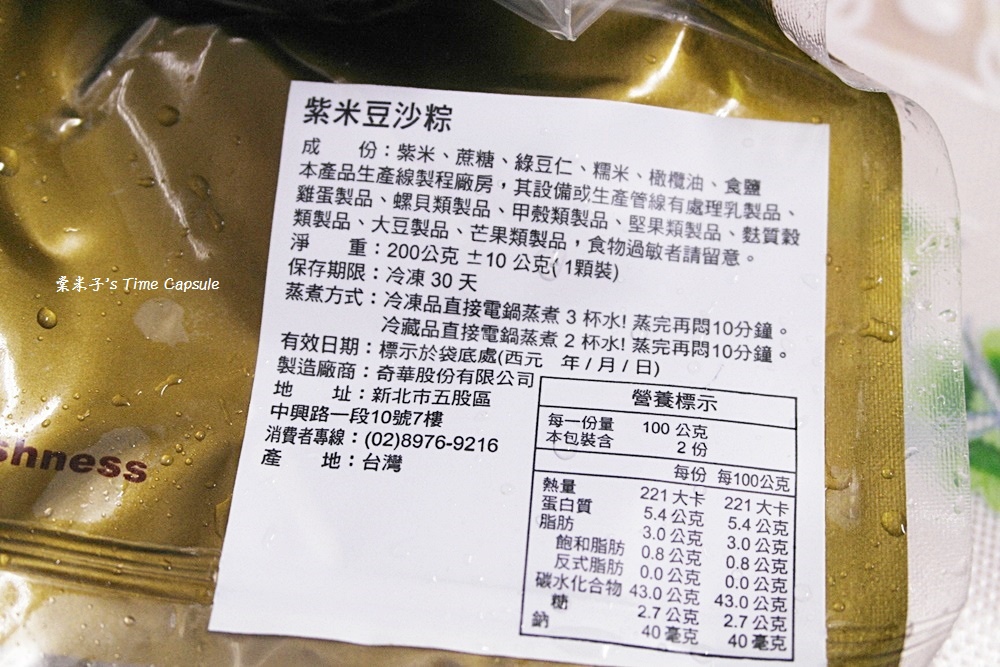 紫米豆沙粽
成　　份：紫米、蔗糖、綠豆仁、糯米、橄欖油、食鹽
本產品生產線製程廠房，其設備或生產管線有處理乳製品、
雞蛋製品、螺貝類製品、甲殼類製品、堅果類製品、麩質穀
類製品、大豆製品、芒果類製品，食物過敏者請留意。
淨　　重：200公克 ±10 公克(1顆裝)
保存期限：冷凍 30 天
蒸煮方式：冷凍品直接電鍋蒸煮 3 杯水! 蒸完再悶10分鐘。
冷藏品直接電鍋蒸煮 2 杯水! 蒸完再悶10分鐘。
有效日期：標示於袋底處(西元　年 / 月 / 日)
製造廠商：奇華股份有限公司
地　　址：新北市五股區
中興路一段10號7樓
消費者專線：(02)8976-9216
產　　地：台灣
營養標示
每一份量 100 公克
本包裝含 2 份
每份 每100公克
熱量 221 大卡 221 大卡
蛋白質 5.4 公克 5.4 公克
脂肪 3.0 公克 3.0 公克
飽和脂肪 0.8 公克 0.8 公克
反式脂肪 0.0 公克 0.0 公克
碳水化合物 43.0 公克 43.0 公克
糖 2.7 公克 2.7 公克
鈉 40 毫克 40 毫克
shness
粟米子's Time Capsule